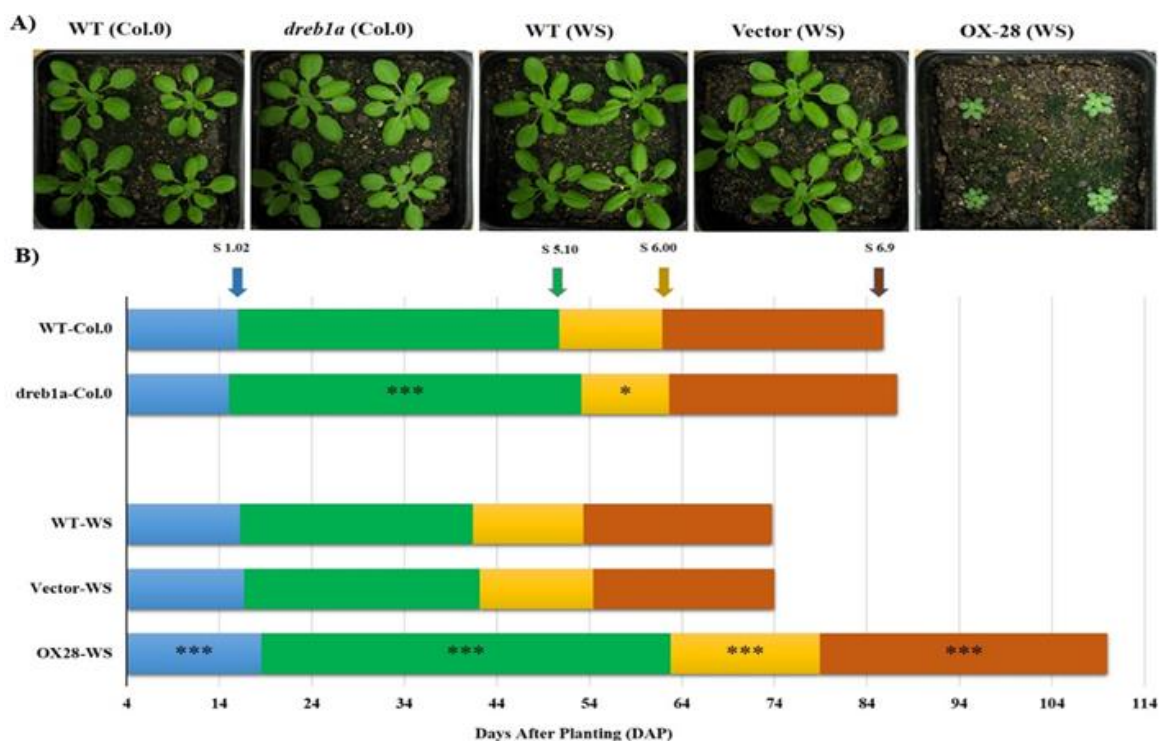 A)
WT (Col.0) dreb1a (Col.0) WT (WS) Vector (WS) OX-28 (WS)
B)
S 1.02 S 5.10 S 6.00 S 6.9
WT-Col.0
dreb1a-Col.0 *** *
WT-WS
Vector-WS
OX28-WS *** *** *** ***
4 14 24 34 44 54 64 74 84 94 104 114
Days After Planting (DAP)